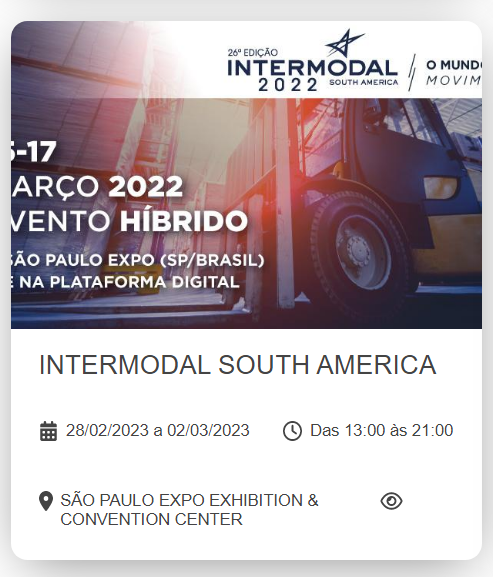 26ª EDIÇÃO
INTERMODAL
2022 SOUTH AMERICA
O MUNDO
MOVIM
5-17
ARÇO 2022
VENTO HÍBRIDO
SÃO PAULO EXPO (SP/BRASIL)
E NA PLATAFORMA DIGITAL
INTERMODAL SOUTH AMERICA
28/02/2023 a 02/03/2023
Das 13:00 às 21:00
SÃO PAULO EXPO EXHIBITION &
CONVENTION CENTER